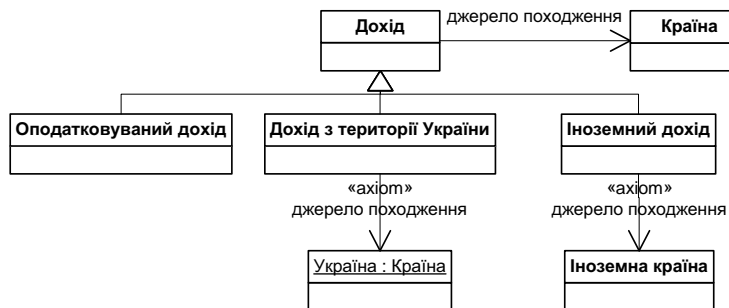 Дохід
джерело походження
Країна
Оподатковуваний дохід
Дохід з території України
Іноземний дохід
«axiom»
джерело походження
«axiom»
джерело походження
Україна : Країна
Іноземна країна